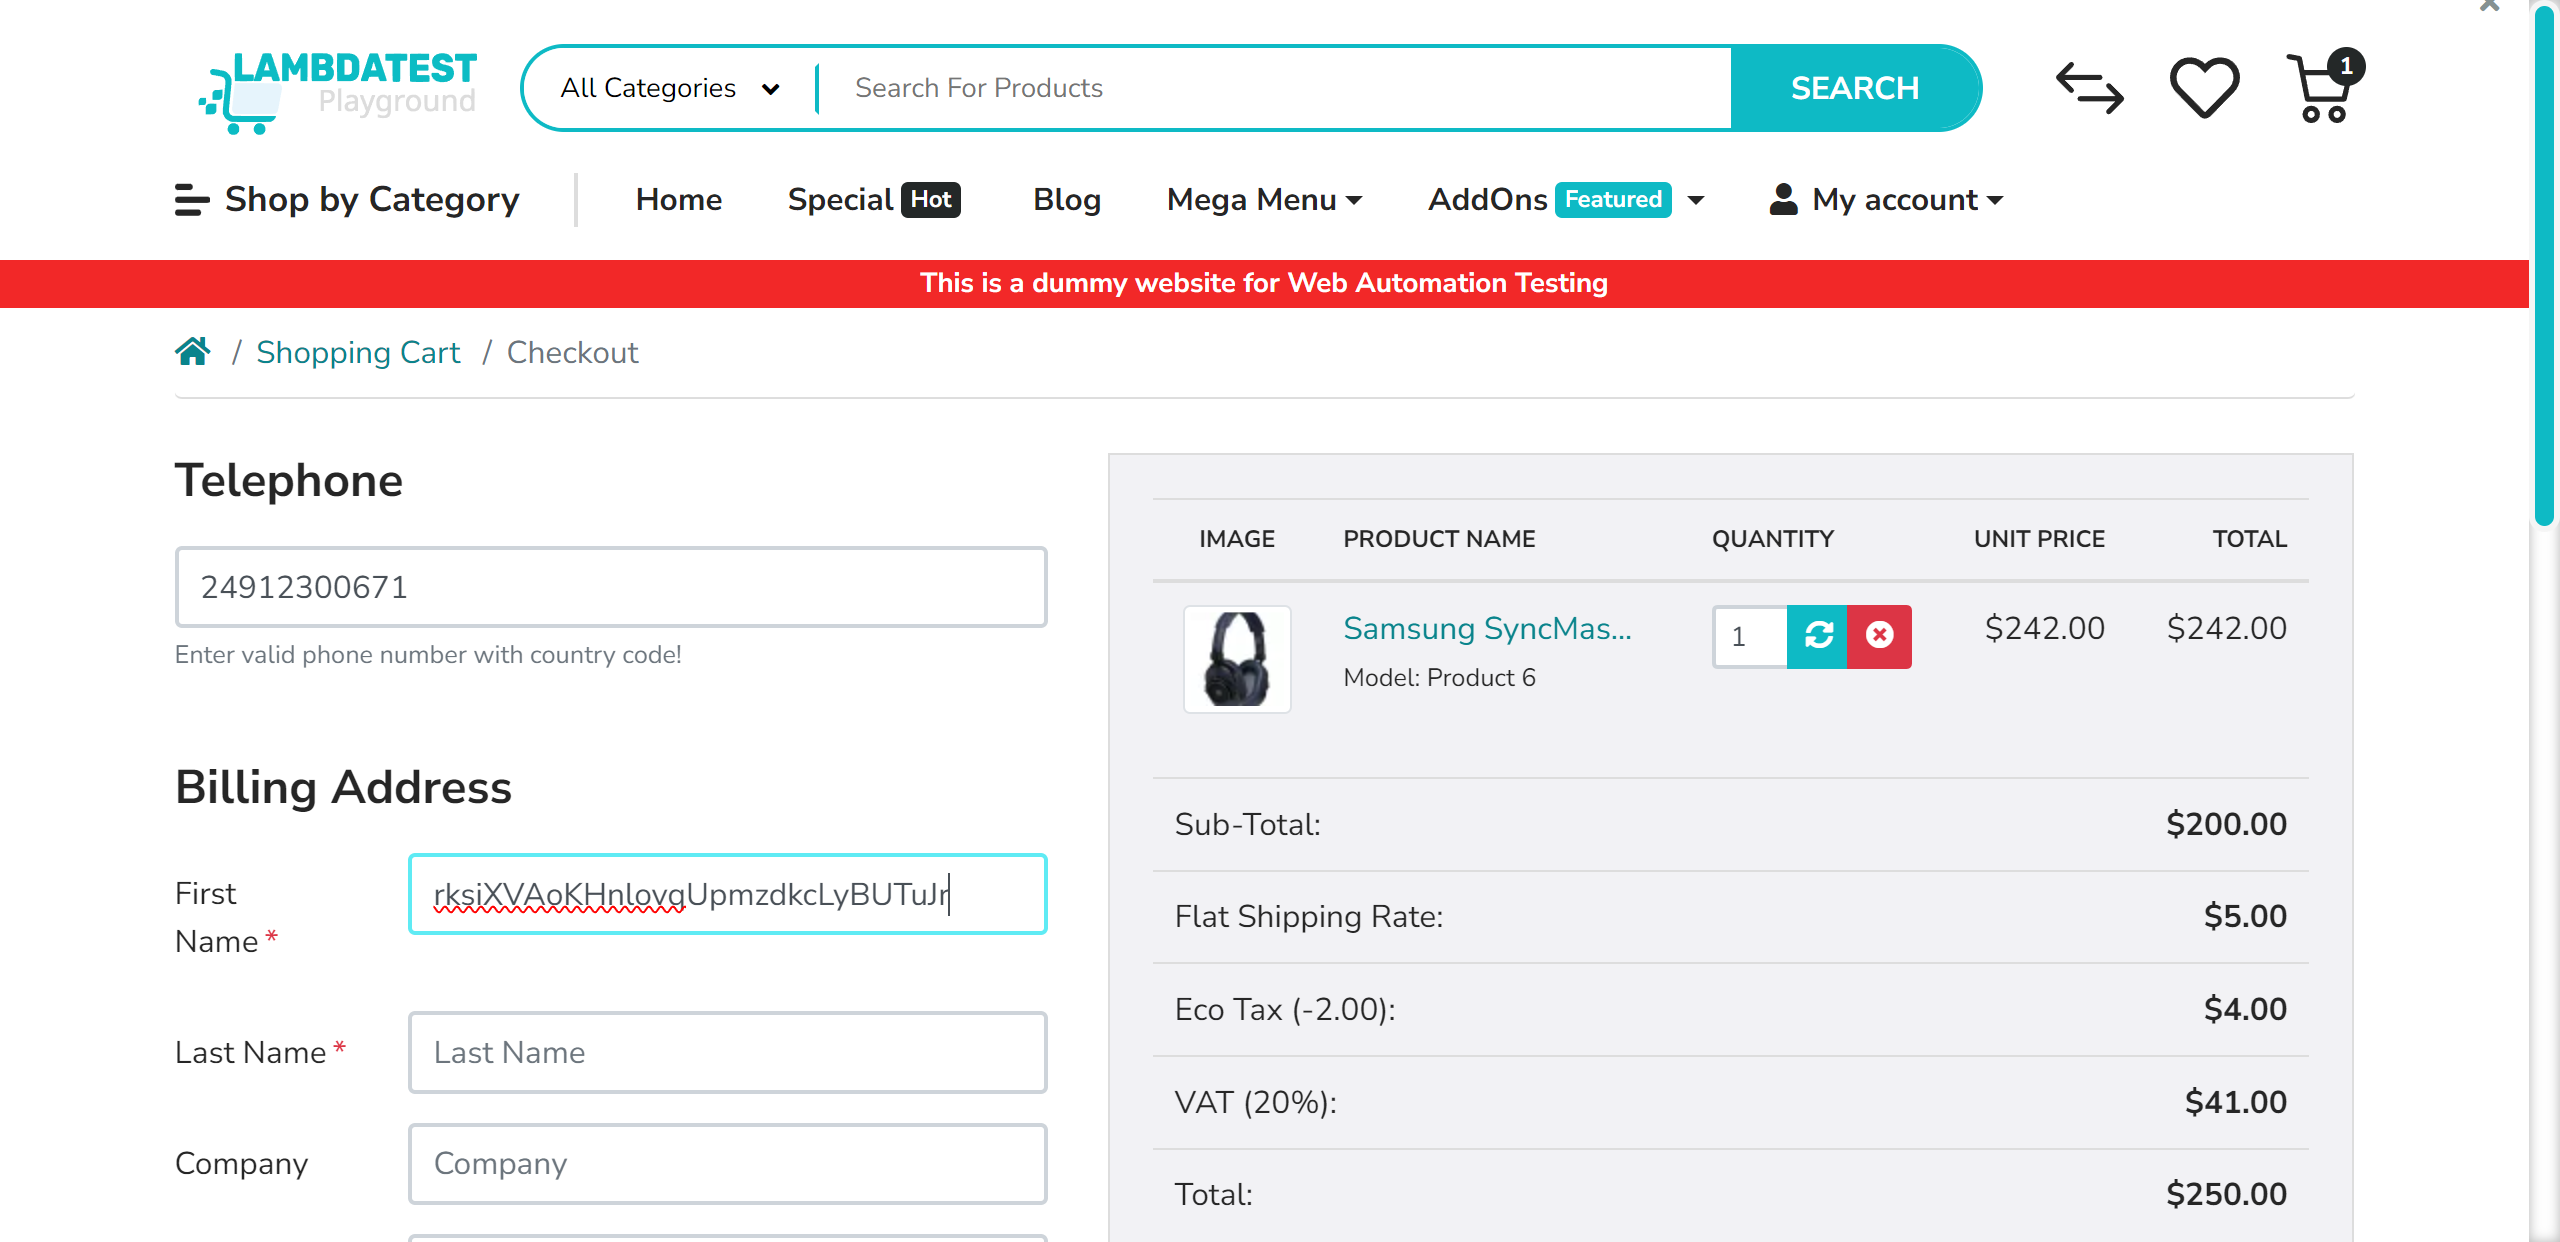 LAMBDATEST
Playground
All Categories
Search For Products
SEARCH
1
Shop by Category
Home
Special Hot
Blog
Mega Menu
AddOns Featured
My account
This is a dummy website for Web Automation Testing
/ Shopping Cart / Checkout
Telephone
24912300671
Enter valid phone number with country code!
Billing Address
First
Name *
rksiXVAoKHnlovqUpmzdkcLyBUTuJr
Last Name *
Last Name
Company
Company
IMAGE PRODUCT NAME QUANTITY UNIT PRICE TOTAL
Samsung SyncMas... 1 $242.00 $242.00
Model: Product 6
Sub-Total: $200.00
Flat Shipping Rate: $5.00
Eco Tax (-2.00): $4.00
VAT (20%): $41.00
Total: $250.00